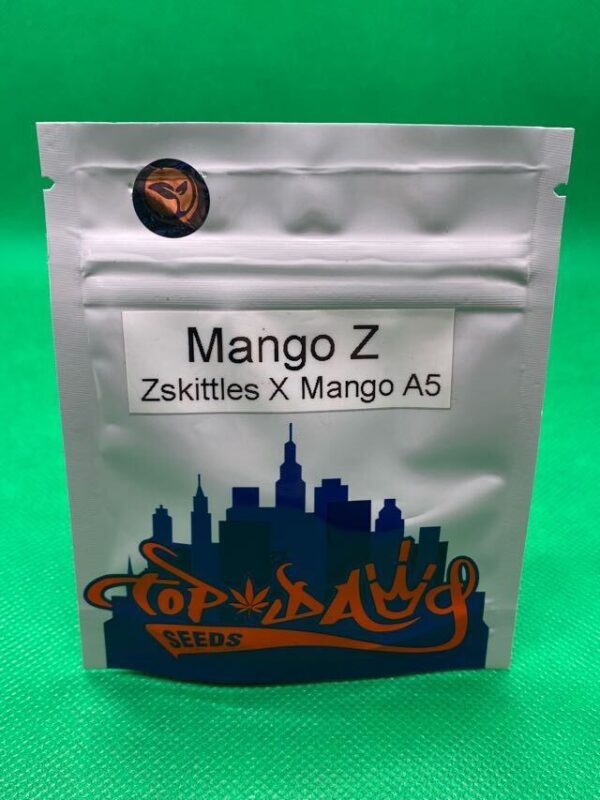 Mango Z
Zskittles X Mango A5
TOP DAWG
SEEDS